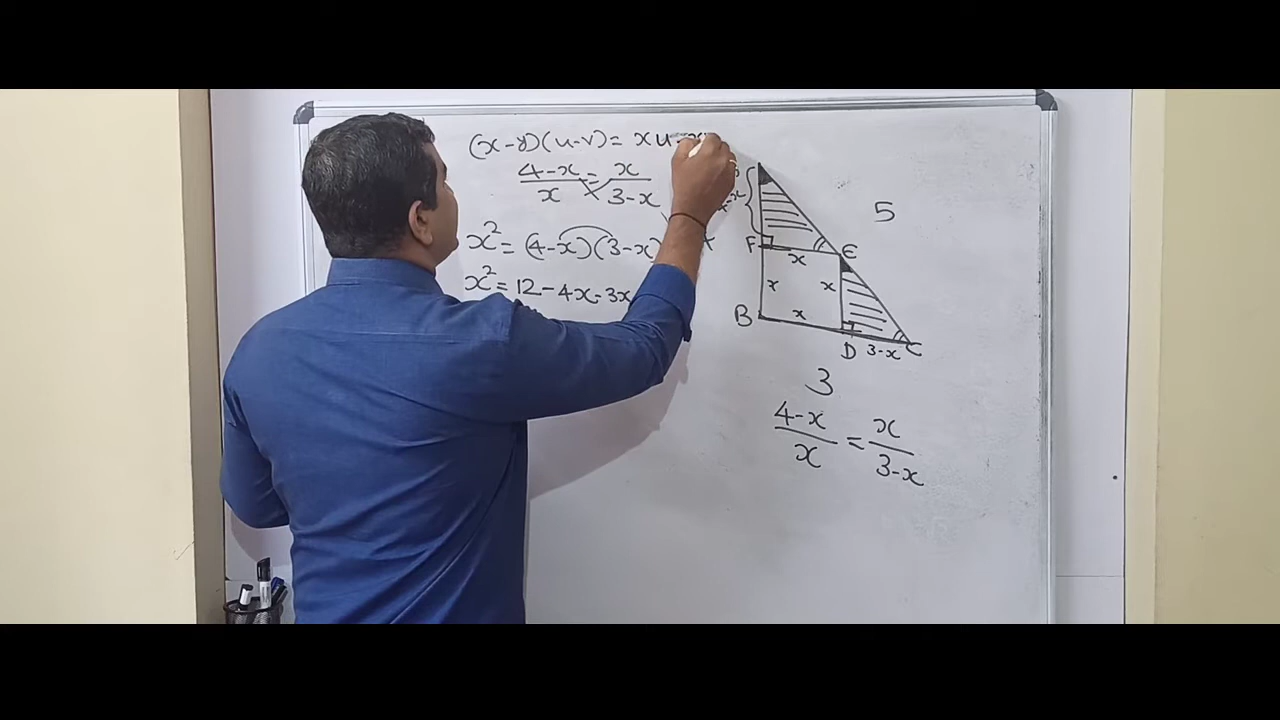 (x-y)(u-v)= xu-x
4-x/x = x/3-x
x² = (4-x)(3-x)
x² = 12-4x-3x
5
F
x
E
x
x
B
x
D
3-x
C
3
4-x/x = x/3-x